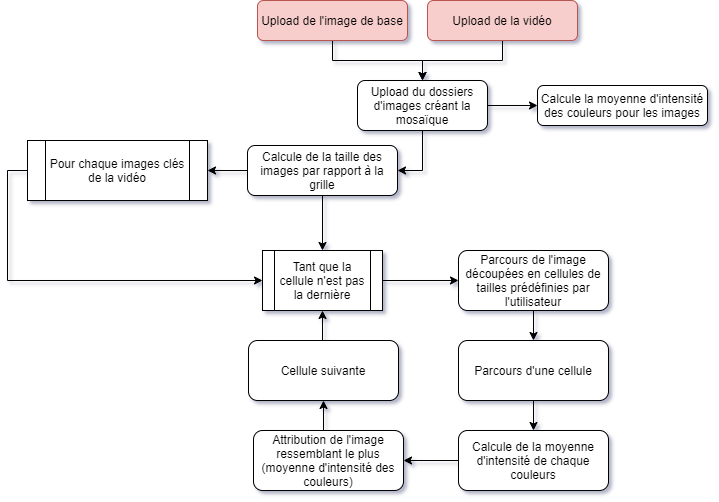 Upload de l'image de base
Upload de la vidéo
Upload du dossiers
d'images créant la
mosaïque
Calcule la moyenne d'intensité
des couleurs pour les images
Pour chaque images clés
de la vidéo
Calcule de la taille des
images par rapport à la
grille
Tant que la
cellule n'est pas
la dernière
Parcours de l'image
découpées en cellules de
tailles prédéfinies par
l'utilisateur
Cellule suivante
Parcours d'une cellule
Attribution de l'image
ressemblant le plus
(moyenne d'intensité des
couleurs)
Calcule de la moyenne
d'intensité de chaque
couleurs